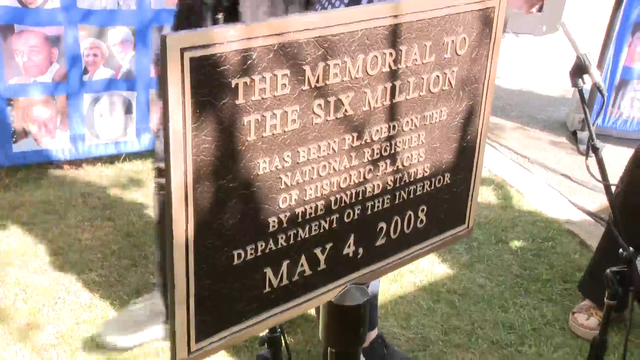 THE MEMORIAL TO
THE SIX MILLION
HAS BEEN PLACED ON THE
NATIONAL REGISTER
OF HISTORIC PLACES
BY THE UNITED STATES
DEPARTMENT OF THE INTERIOR
MAY 4, 2008